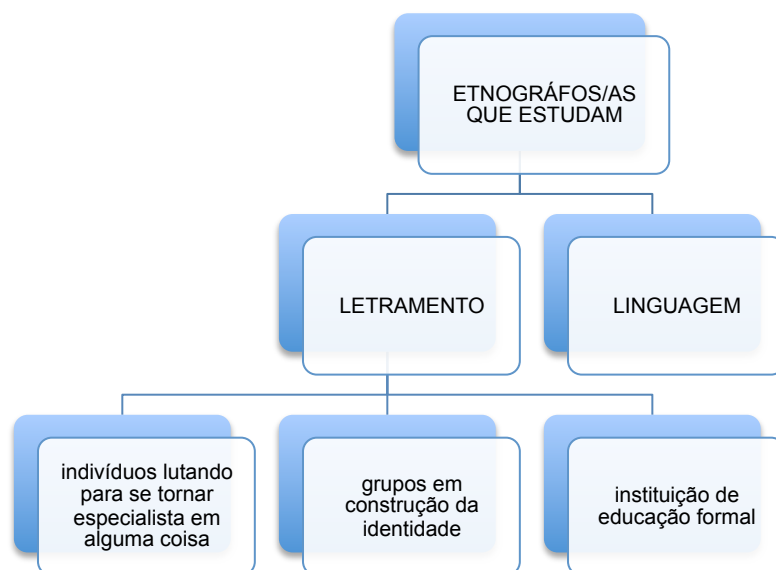 ETNOGRÁFOS/AS
QUE ESTUDAM
LETRAMENTO
LINGUAGEM
indivíduos lutando
para se tornar
especialista em
alguma coisa
grupos em
construção da
identidade
instituição de
educação formal